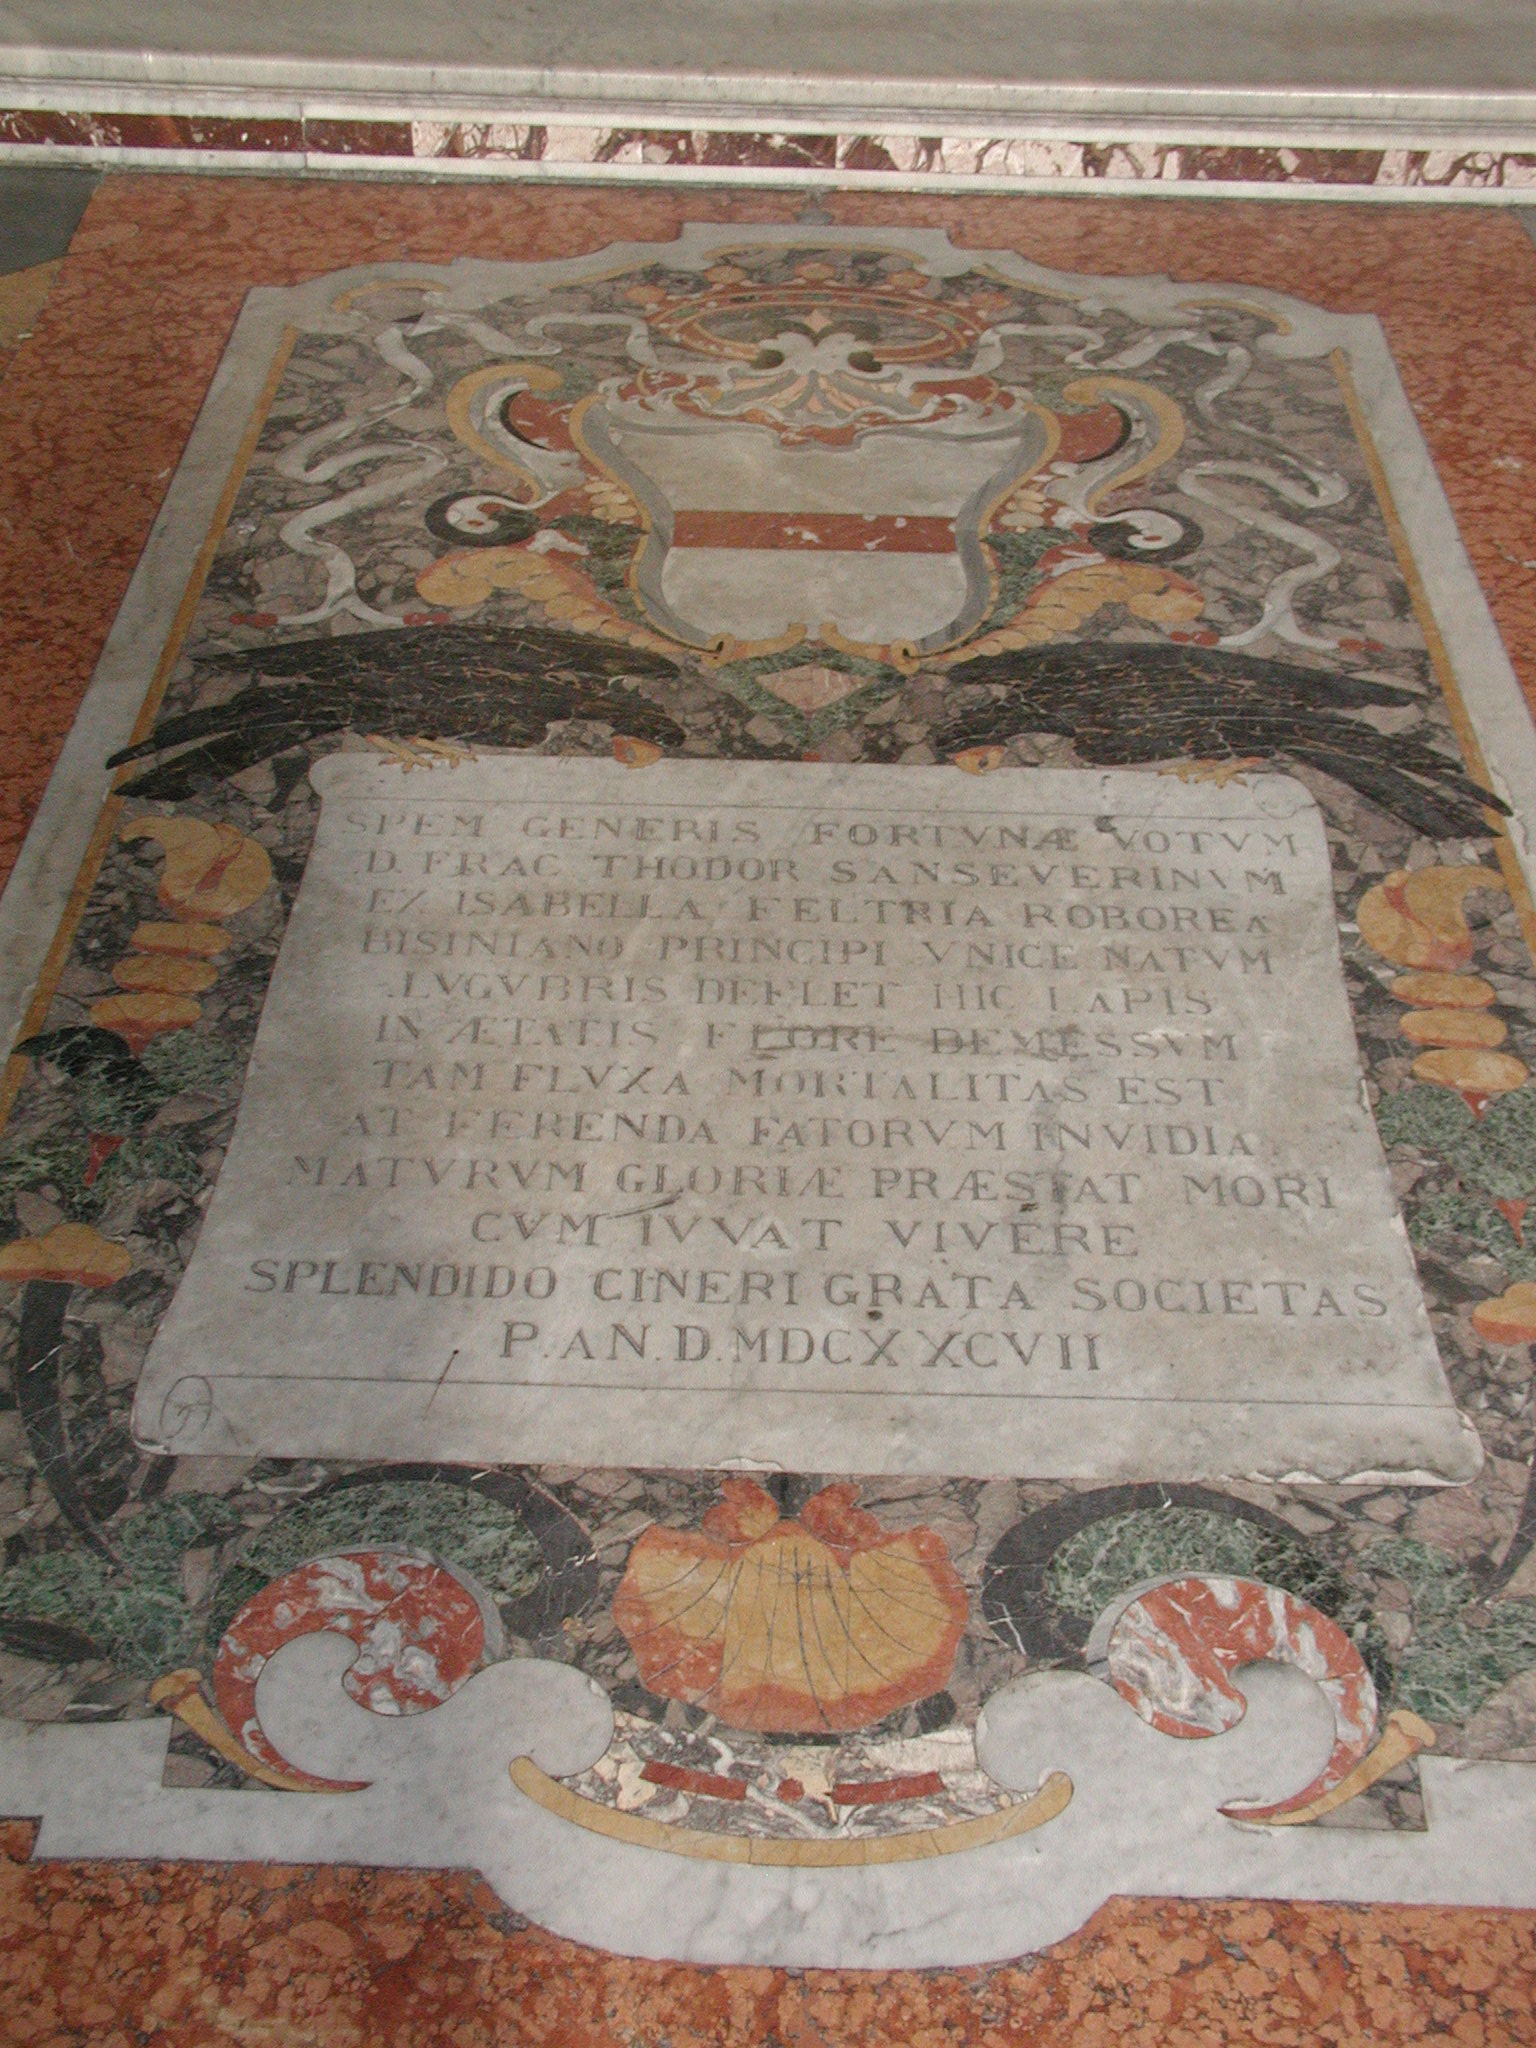 SPEM GENERIS FORTVNÆ VOTVM
D. FRAC THODOR SANSEVERINVM
EX ISABELLA FELTRIA ROBOREA
BISINIANO PRINCIPI VNICE NATVM
LVGVBRIS DEFLET HIC LAPIS
IN ÆTATIS FLORE DEMESSVM
TAM FLVXA MORTALITAS EST
AT FERENDA FATORVM INVIDIA
MATVRVM GLORIÆ PRÆSTAT MORI
CVM IVVAT VIVERE
SPLENDIDO CINERI GRATA SOCIETAS
P. AN. D. MDCXXCVII